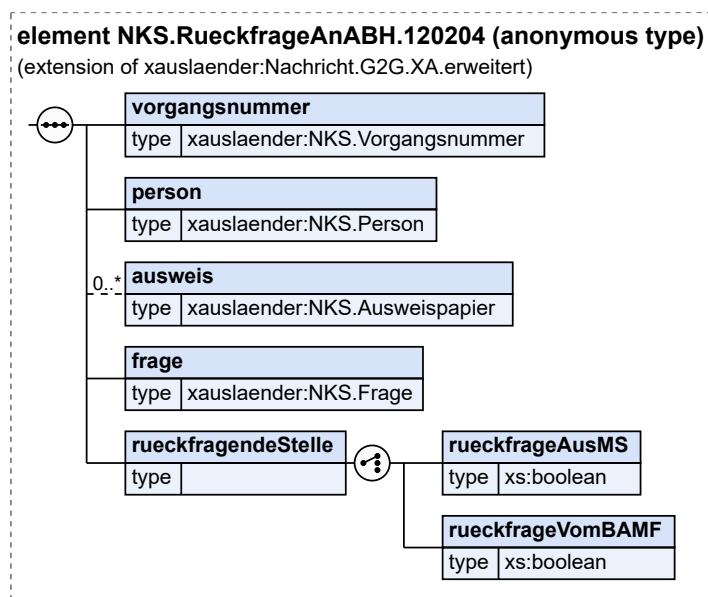 element NKS.RueckfrageAnABH.120204 (anonymous type)
(extension of xauslaender:Nachricht.G2G.XA.erweitert)
vorgangsnummer
type xauslaender:NKS.Vorgangsnummer
person
type xauslaender:NKS.Person
0..*
ausweis
type xauslaender:NKS.Ausweispapier
frage
type xauslaender:NKS.Frage
rueckfragendeStelle
type
rueckfrageAusMS
type xs:boolean
rueckfrageVomBAMF
type xs:boolean